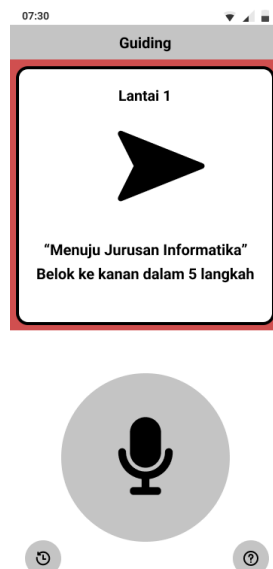 07:30
Guiding
Lantai 1
“Menuju Jurusan Informatika”
Belok ke kanan dalam 5 langkah
?